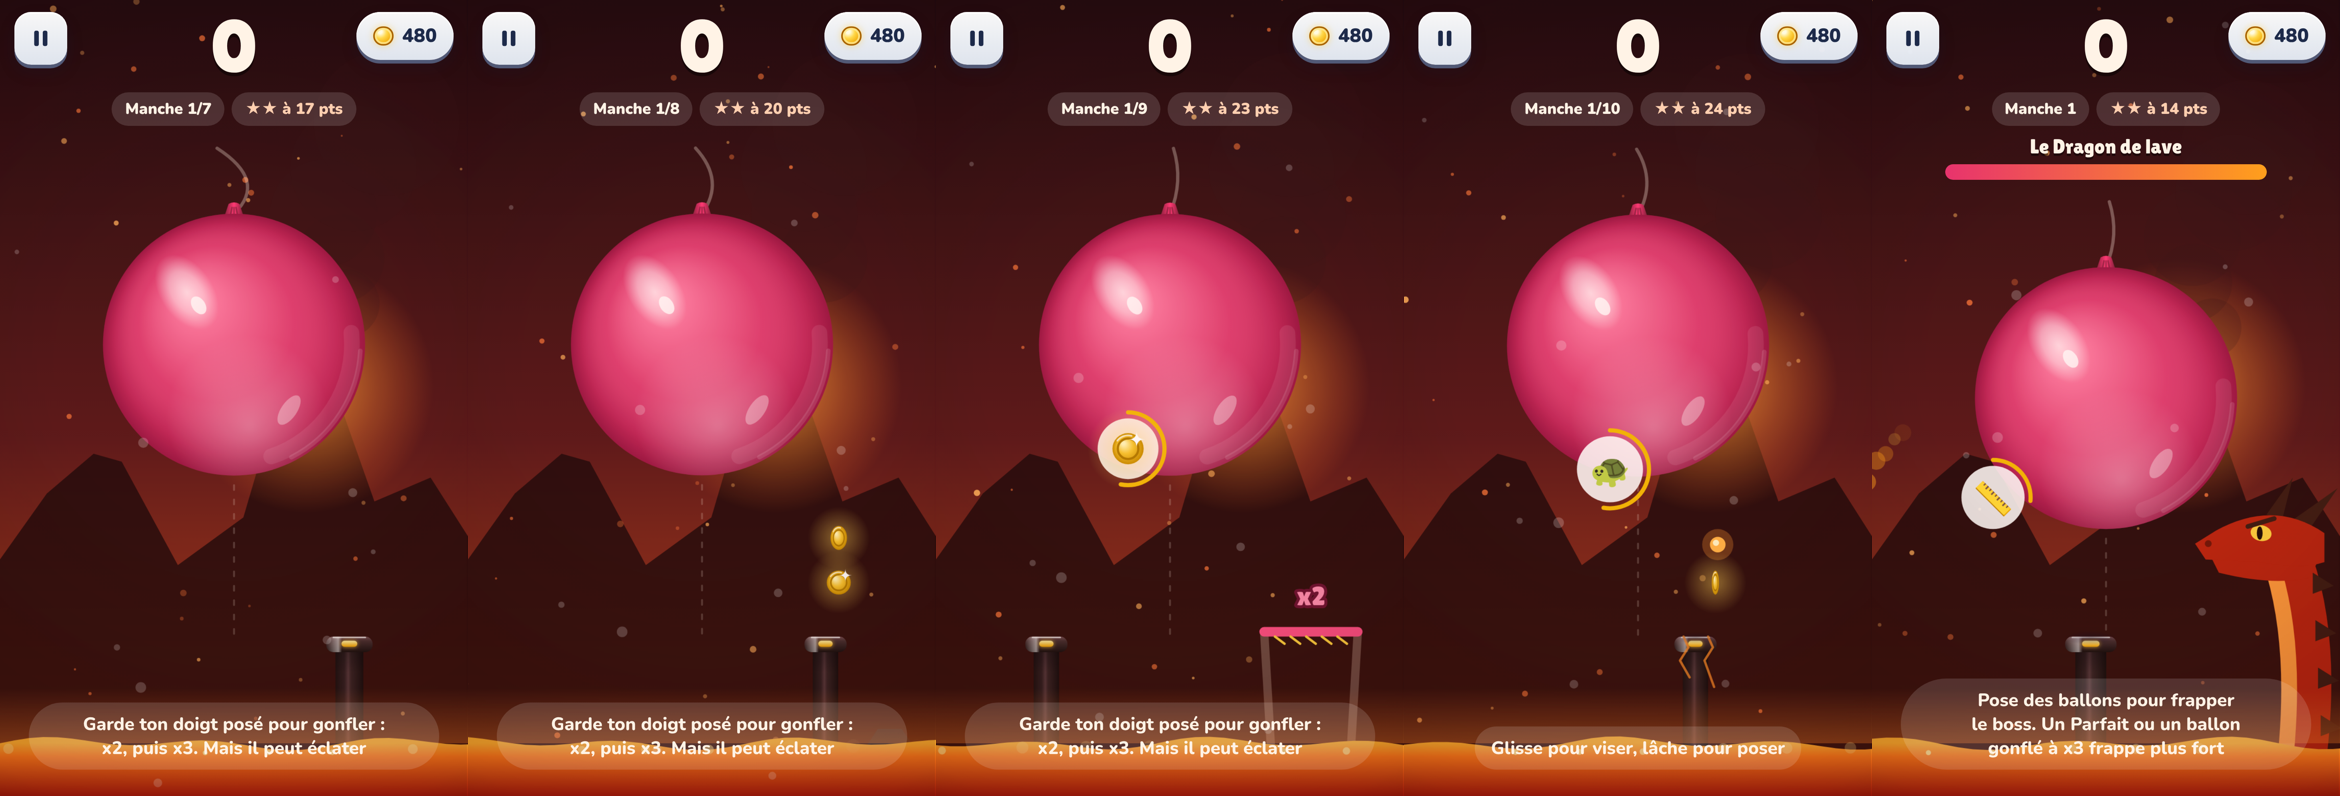 0
480
Manche 1/7
★★ à 17 pts
Garde ton doigt posé pour gonfler :
x2, puis x3. Mais il peut éclater
0
480
Manche 1/8
★★ à 20 pts
Garde ton doigt posé pour gonfler :
x2, puis x3. Mais il peut éclater
0
480
Manche 1/9
★★ à 23 pts
x2
Garde ton doigt posé pour gonfler :
x2, puis x3. Mais il peut éclater
0
480
Manche 1/10
★★ à 24 pts
Glisse pour viser, lâche pour poser
0
480
Manche 1
★★ à 14 pts
Le Dragon de lave
Pose des ballons pour frapper
le boss. Un Parfait ou un ballon
gonflé à x3 frappe plus fort